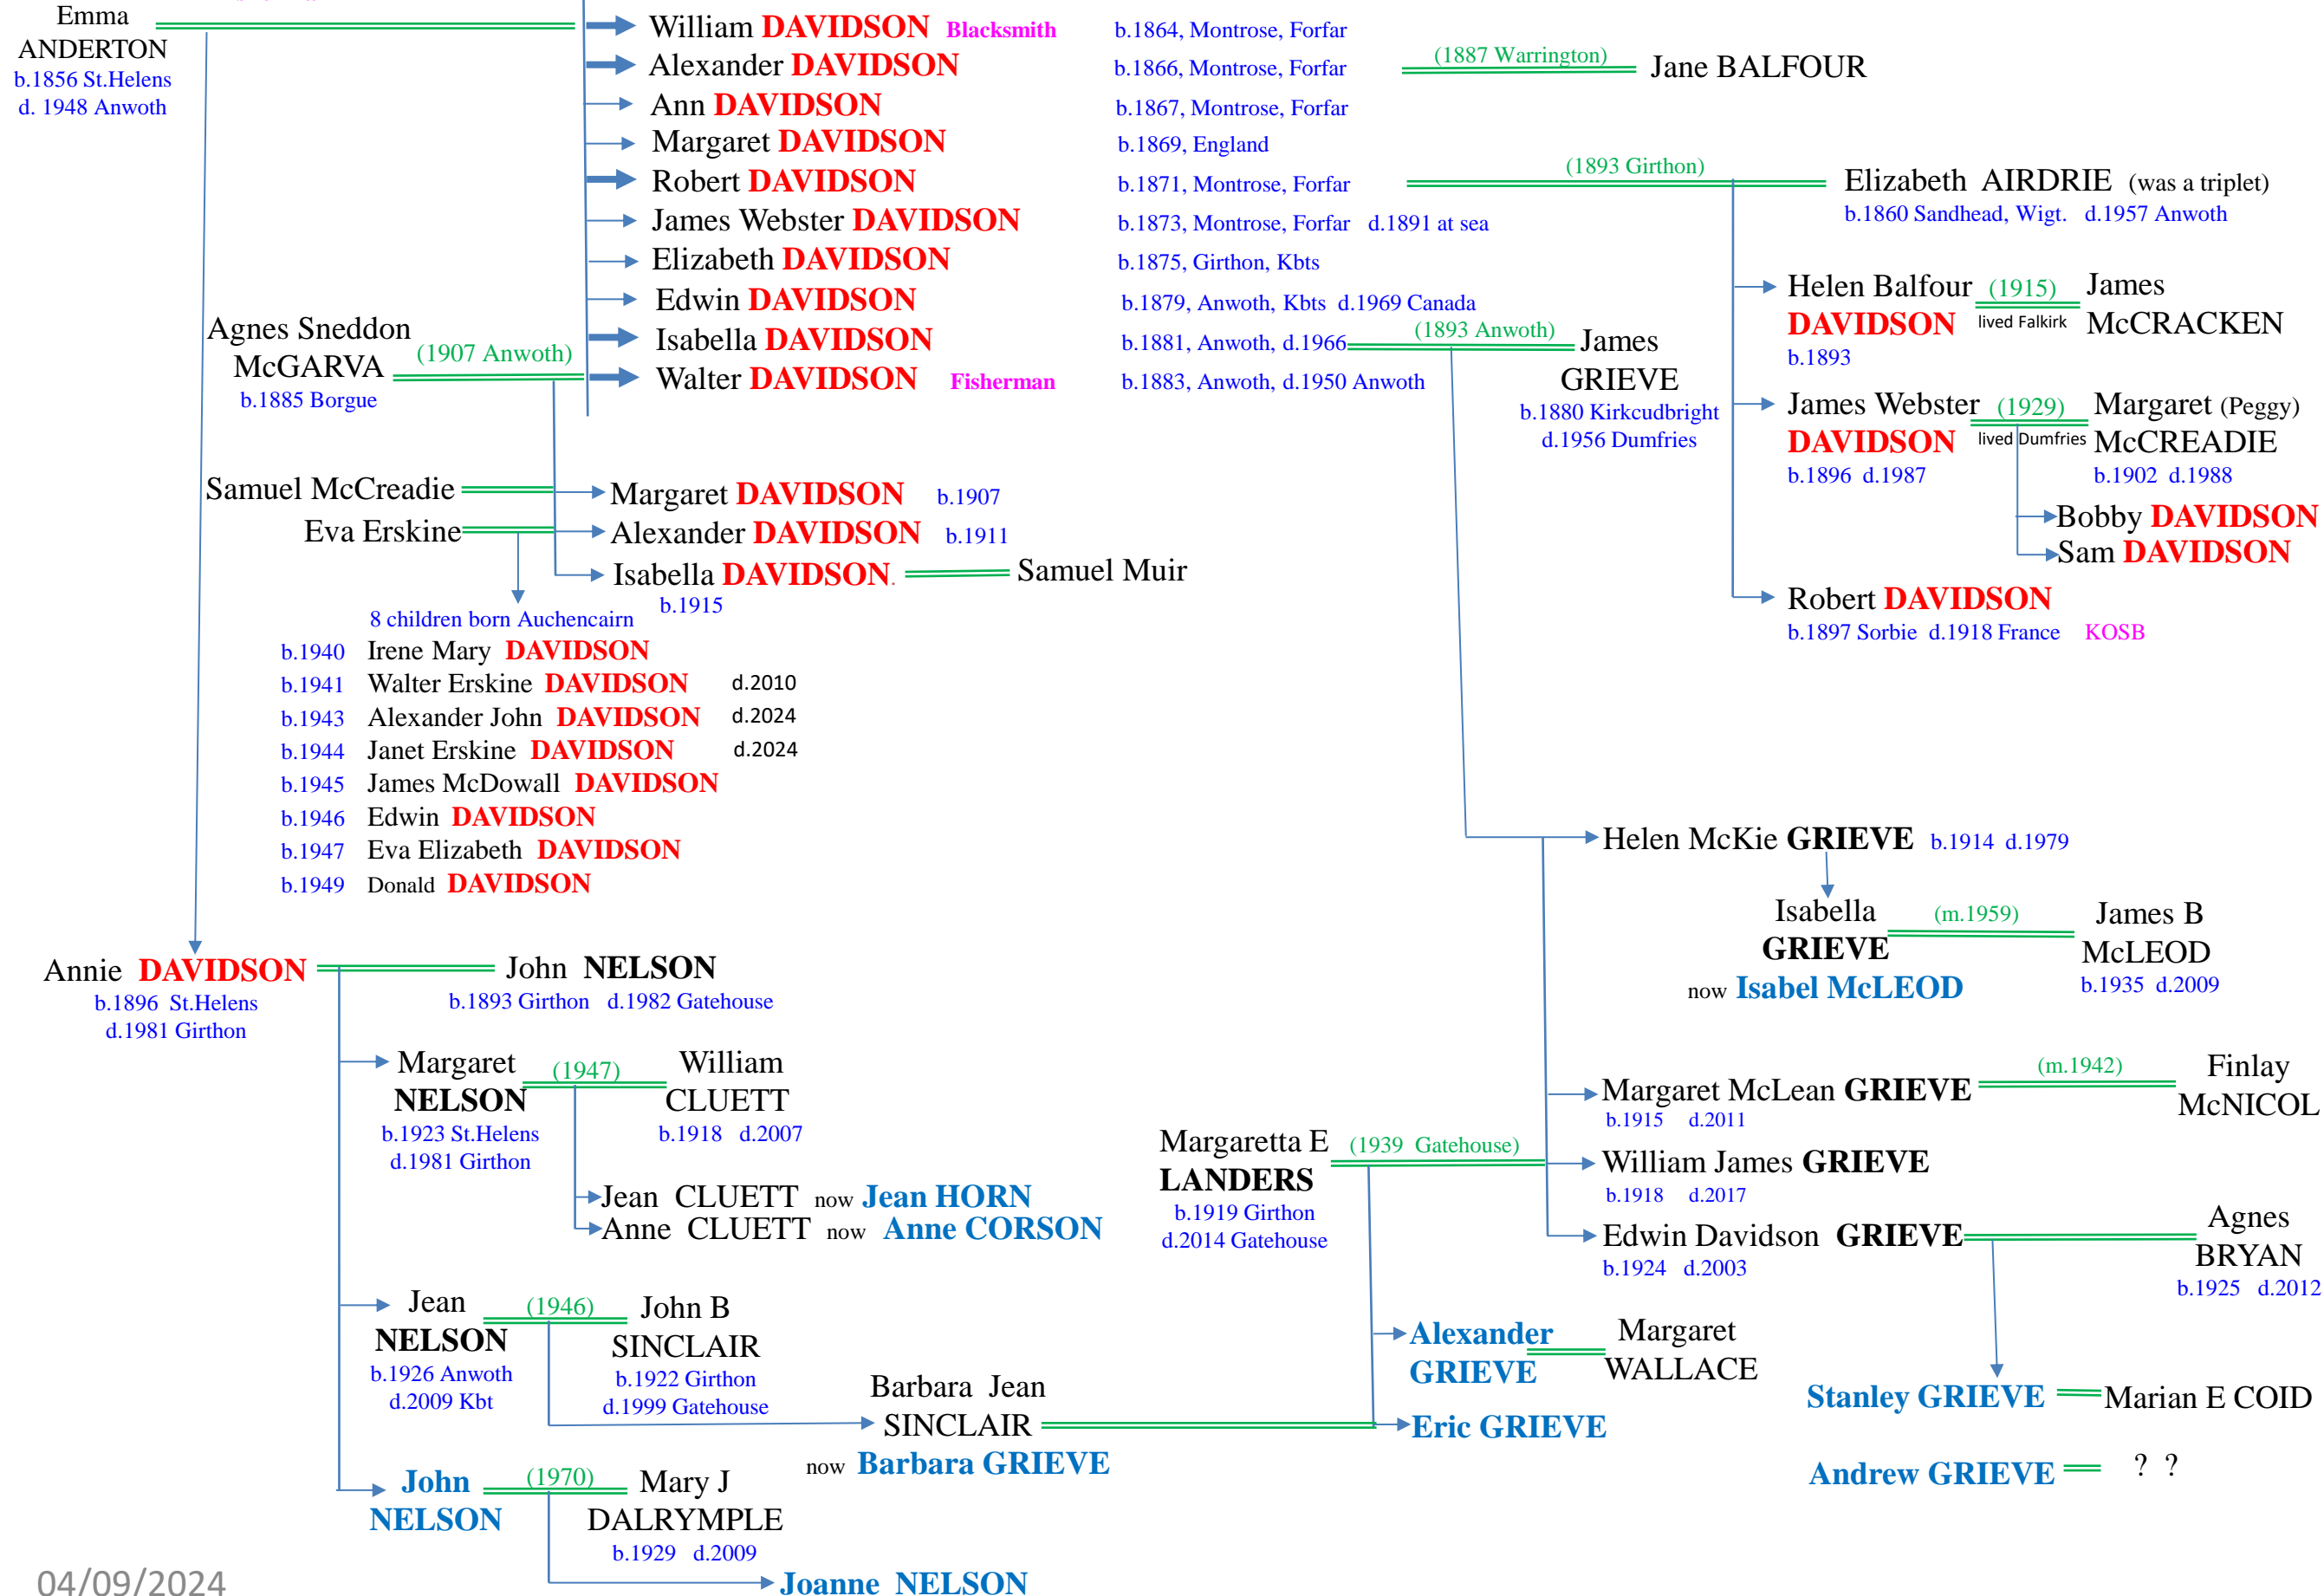 Emma
ANDERTON
b.1856 St.Helens
d. 1948 Anwoth
William DAVIDSON Blacksmith b.1864, Montrose, Forfar
Alexander DAVIDSON b.1866, Montrose, Forfar (1887 Warrington) Jane BALFOUR
Ann DAVIDSON b.1867, Montrose, Forfar
Margaret DAVIDSON b.1869, England
Robert DAVIDSON b.1871, Montrose, Forfar (1893 Girthon) Elizabeth AIRDRIE (was a triplet)
b.1860 Sandhead, Wigt. d.1957 Anwoth
James Webster DAVIDSON b.1873, Montrose, Forfar d.1891 at sea
Elizabeth DAVIDSON b.1875, Girthon, Kbts
Edwin DAVIDSON b.1879, Anwoth, Kbts d.1969 Canada
Isabella DAVIDSON b.1881, Anwoth, d.1966 (1893 Anwoth) James
GRIEVE
b.1880 Kirkcudbright
d.1956 Dumfries
Agnes Sneddon
McGARVA (1907 Anwoth)
b.1885 Borgue
Walter DAVIDSON Fisherman b.1883, Anwoth, d.1950 Anwoth
Helen Balfour (1915) James
DAVIDSON lived Falkirk McCRACKEN
b.1893
James Webster (1929) Margaret (Peggy)
DAVIDSON lived Dumfries McCREADIE
b.1896 d.1987 b.1902 d.1988
Bobby DAVIDSON
Sam DAVIDSON
Robert DAVIDSON
b.1897 Sorbie d.1918 France KOSB
Samuel McCreadie Margaret DAVIDSON b.1907
Eva Erskine Alexander DAVIDSON b.1911
Isabella DAVIDSON. Samuel Muir
b.1915
8 children born Auchencairn
b.1940 Irene Mary DAVIDSON
b.1941 Walter Erskine DAVIDSON d.2010
b.1943 Alexander John DAVIDSON d.2024
b.1944 Janet Erskine DAVIDSON d.2024
b.1945 James McDowall DAVIDSON
b.1946 Edwin DAVIDSON
b.1947 Eva Elizabeth DAVIDSON
b.1949 Donald DAVIDSON
Helen McKie GRIEVE b.1914 d.1979
Isabella (m.1959) James B
GRIEVE McLEOD
now Isabel McLEOD b.1935 d.2009
Annie DAVIDSON John NELSON
b.1896 St.Helens b.1893 Girthon d.1982 Gatehouse
d.1981 Girthon
Margaret (1947) William
NELSON CLUETT
b.1923 St.Helens b.1918 d.2007
d.1981 Girthon
Jean CLUETT now Jean HORN
Anne CLUETT now Anne CORSON
Margaret McLean GRIEVE (m.1942) Finlay
McNICOL
b.1915 d.2011
Margaretta E (1939 Gatehouse)
LANDERS
b.1919 Girthon
d.2014 Gatehouse
William James GRIEVE
b.1918 d.2017
Edwin Davidson GRIEVE Agnes
BRYAN
b.1924 d.2003 b.1925 d.2012
Jean (1946) John B
NELSON SINCLAIR
b.1926 Anwoth b.1922 Girthon
d.2009 Kbt d.1999 Gatehouse
Barbara Jean
SINCLAIR
now Barbara GRIEVE
Alexander Margaret
GRIEVE WALLACE
Eric GRIEVE
Stanley GRIEVE Marian E COID
Andrew GRIEVE ? ?
John (1970) Mary J
NELSON DALRYMPLE
b.1929 d.2009
Joanne NELSON
04/09/2024